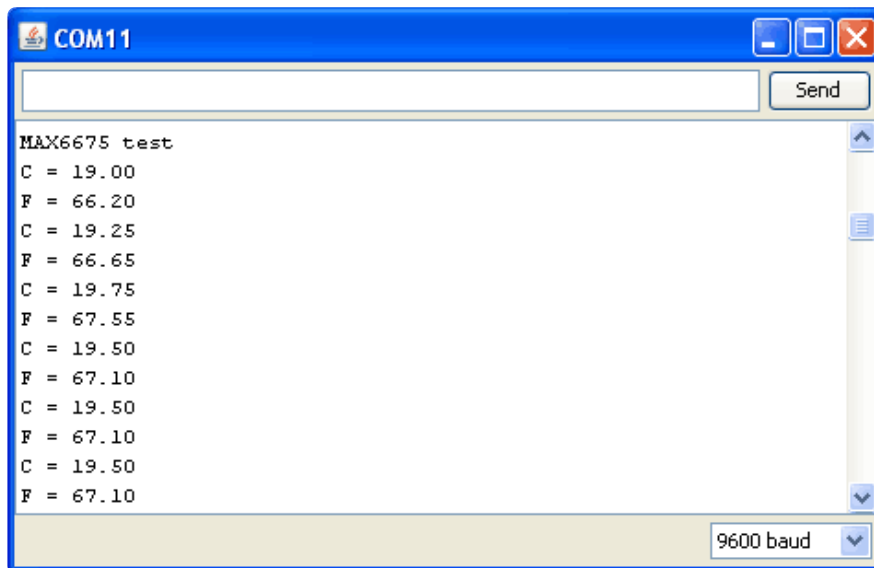 COM11
Send
MAX6675 test
C = 19.00
F = 66.20
C = 19.25
F = 66.65
C = 19.75
F = 67.55
C = 19.50
F = 67.10
C = 19.50
F = 67.10
C = 19.50
F = 67.10
9600 baud